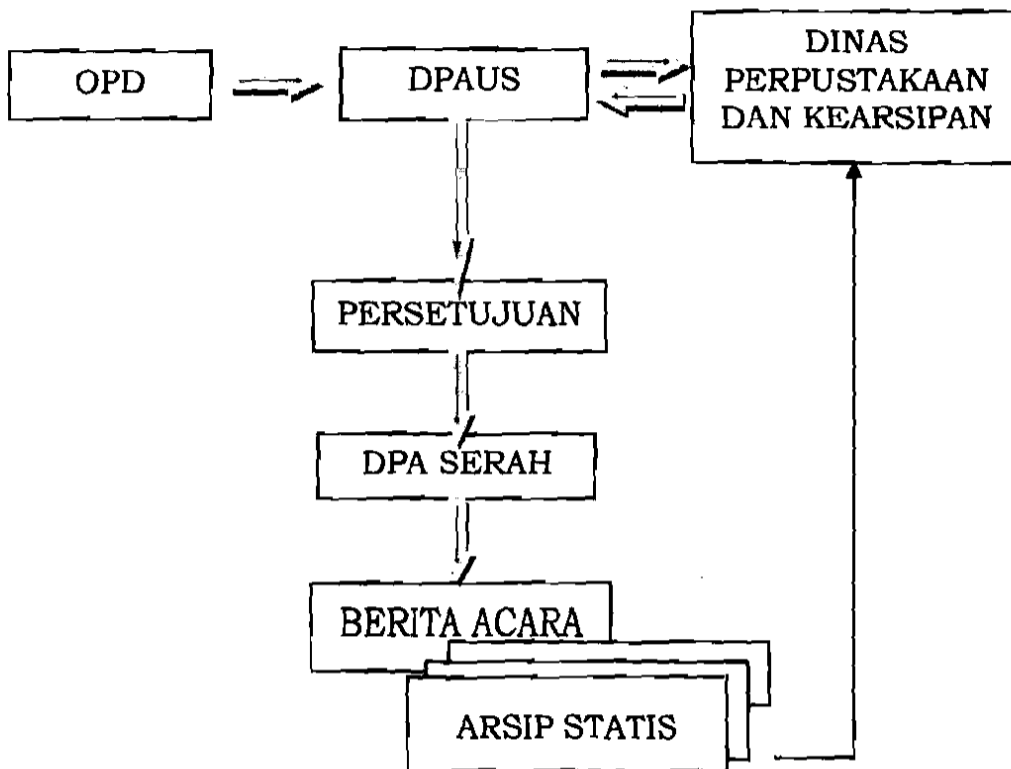 OPD
DPAUS
DINAS
PERPUSTAKAAN
DAN KEARSIPAN
PERSETUJUAN
DPA SERAH
BERITA ACARA
ARSIP STATIS